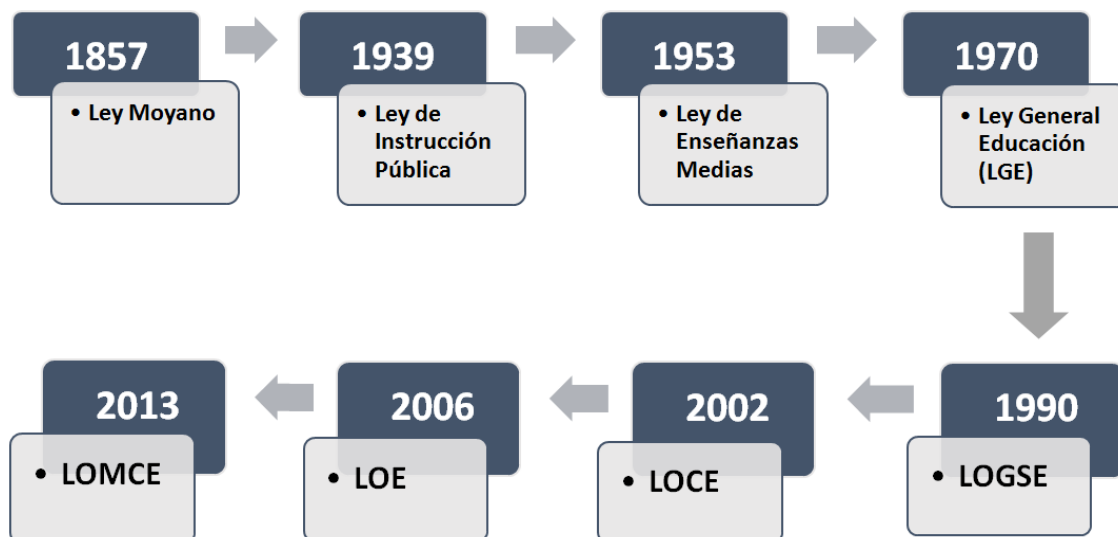 1857
• Ley Moyano
1939
• Ley de
Instrucción
Pública
1953
• Ley de
Enseñanzas
Medias
1970
• Ley General
Educación
(LGE)
1990
• LOGSE
2002
• LOCE
2006
• LOE
2013
• LOMCE